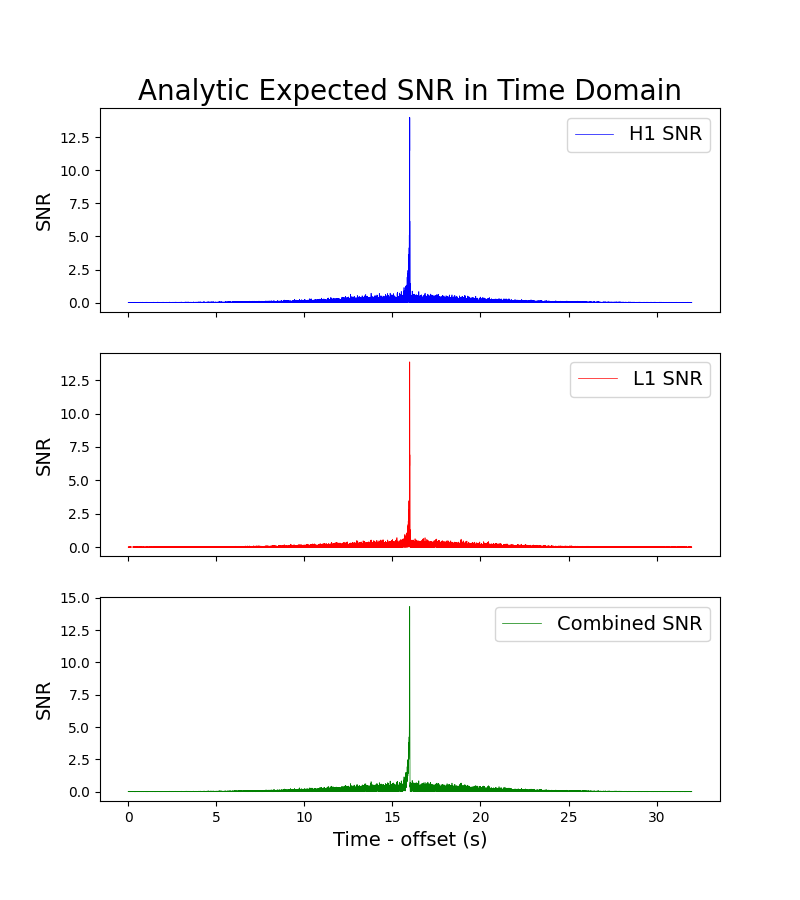 Analytic Expected SNR in Time Domain
12.5
10.0
7.5
5.0
2.5
0.0
SNR
H1 SNR
12.5
10.0
7.5
5.0
2.5
0.0
SNR
L1 SNR
15.0
12.5
10.0
7.5
5.0
2.5
0.0
SNR
Combined SNR
0 5 10 15 20 25 30
Time - offset (s)